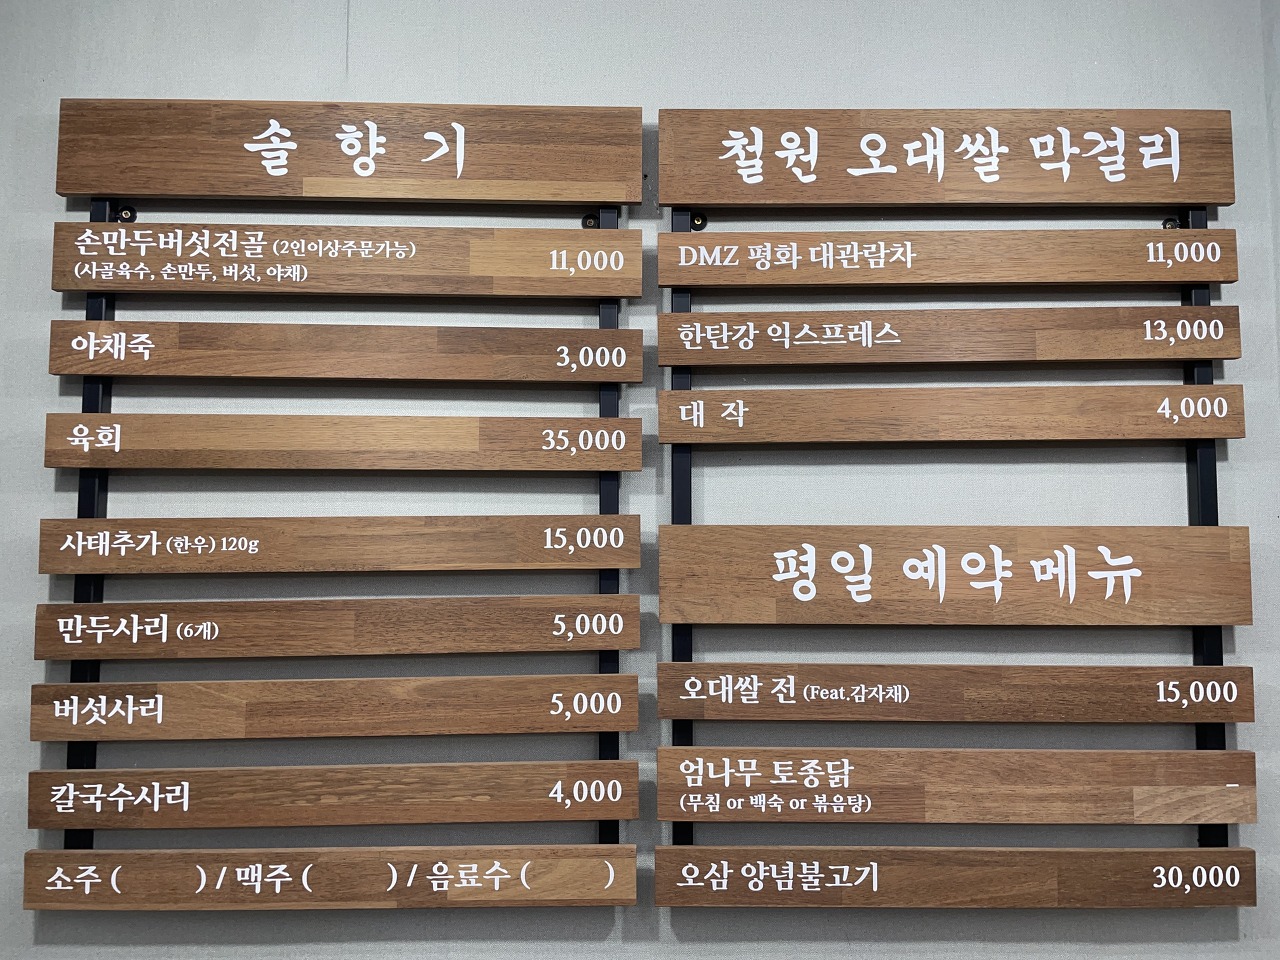 솔향기
손만두버섯전골 (2인이상주문가능) 11,000
(사골육수, 손만두, 버섯, 야채)
야채죽 3,000
육회 35,000
사태추가 (한우) 120g 15,000
만두사리 (6개) 5,000
버섯사리 5,000
칼국수사리 4,000
소주 ( ) / 맥주 ( ) / 음료수 ( )
철원 오대쌀 막걸리
DMZ 평화 대관람차 11,000
한탄강 익스프레스 13,000
대 작 4,000
평일 예약 메뉴
오대쌀 전 (Feat.감자채) 15,000
엄나무 토종닭 –
(무침 or 백숙 or 볶음탕)
오삼 양념불고기 30,000